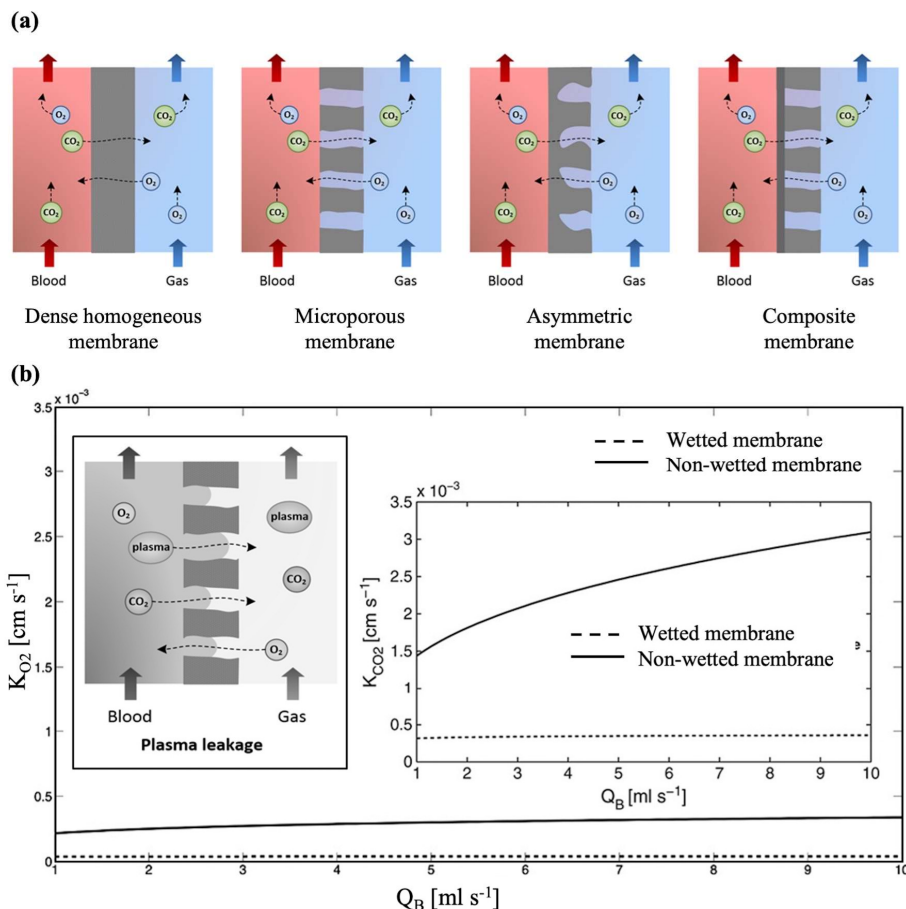 (a)
O₂ CO₂ CO₂ O₂ CO₂ O₂
O₂ CO₂ CO₂ O₂ CO₂ O₂
O₂ CO₂ CO₂ O₂ CO₂ O₂
O₂ CO₂ CO₂ O₂ CO₂ O₂
Blood Gas Blood Gas Blood Gas Blood Gas
Dense homogeneous membrane
Microporous membrane
Asymmetric membrane
Composite membrane
(b)
x 10⁻³
3.5
3
2.5
2
1.5
1
0.5
0
K_O2 [cm s⁻¹]
1 2 3 4 5 6 7 8 9 10
Q_B [ml s⁻¹]
O₂
plasma
plasma
CO₂
CO₂
O₂
Blood Gas
Plasma leakage
Wetted membrane
Non-wetted membrane
x 10⁻³
3.5
3
2.5
2
1.5
1
0.5
0
K_CO2 [cm s⁻¹]
Wetted membrane
Non-wetted membrane
1 2 3 4 5 6 7 8 9 10
Q_B [ml s⁻¹]